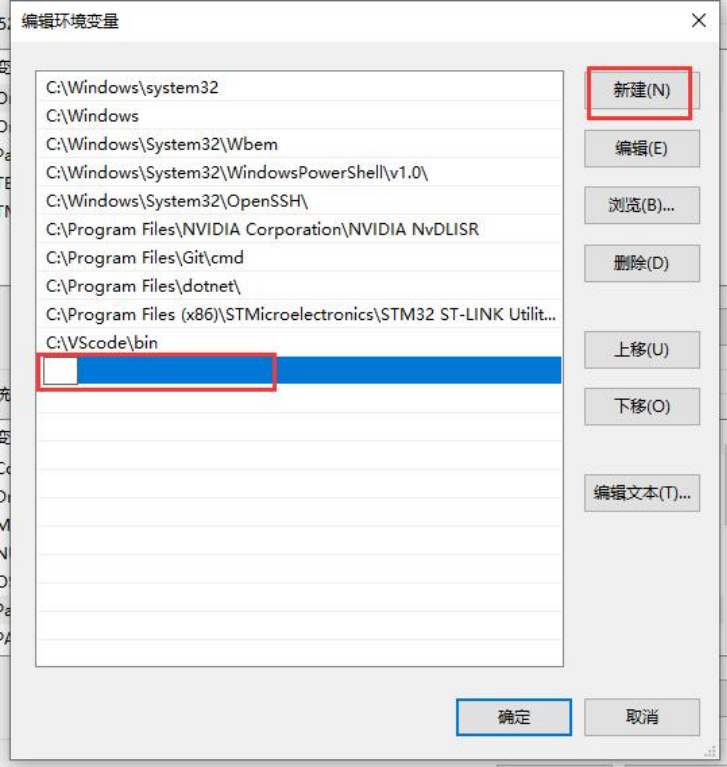 编辑环境变量
C:\Windows\system32
新建(N)
C:\Windows
C:\Windows\System32\Wbem
编辑(E)
C:\Windows\System32\WindowsPowerShell\v1.0\
C:\Windows\System32\OpenSSH\
浏览(B)...
C:\Program Files\NVIDIA Corporation\NVIDIA NvDLISR
C:\Program Files\Git\cmd
删除(D)
C:\Program Files\dotnet\
C:\Program Files (x86)\STMicroelectronics\STM32 ST-LINK Utilit...
C:\VScode\bin
上移(U)
下移(O)
编辑文本(T)...
确定
取消